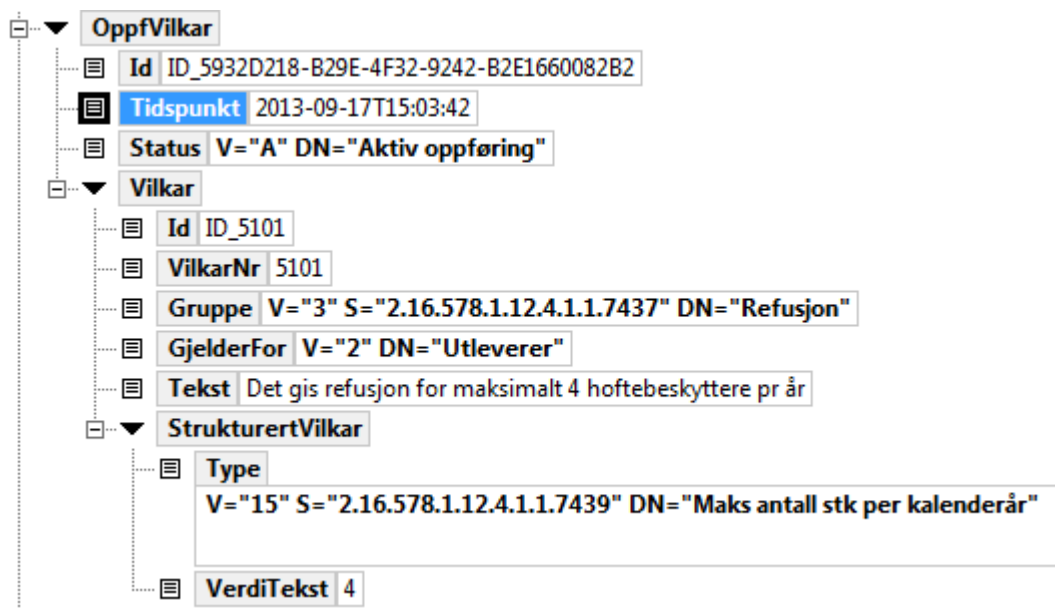 OppfVilkar
Id ID_5932D218-B29E-4F32-9242-B2E1660082B2
Tidspunkt 2013-09-17T15:03:42
Status V="A" DN="Aktiv oppføring"
Vilkar
Id ID_5101
VilkarNr 5101
Gruppe V="3" S="2.16.578.1.12.4.1.1.7437" DN="Refusjon"
GjelderFor V="2" DN="Utleverer"
Tekst Det gis refusjon for maksimalt 4 hoftebeskyttere pr år
StrukturertVilkar
Type
V="15" S="2.16.578.1.12.4.1.1.7439" DN="Maks antall stk per kalenderår"
VerdiTekst 4